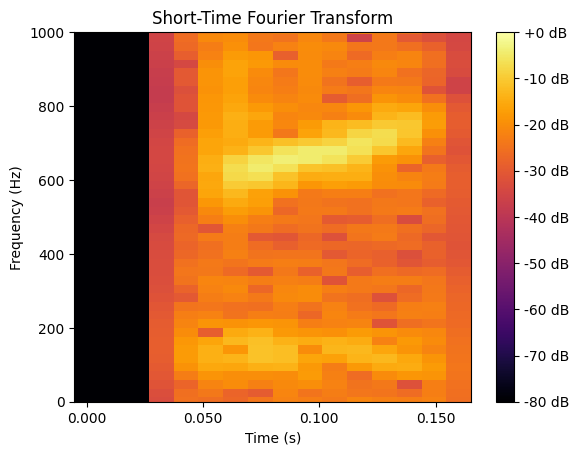 Short-Time Fourier Transform
1000
800
600
400
200
0
Frequency (Hz)
0.000
0.050
0.100
0.150
Time (s)
+0 dB
-10 dB
-20 dB
-30 dB
-40 dB
-50 dB
-60 dB
-70 dB
-80 dB